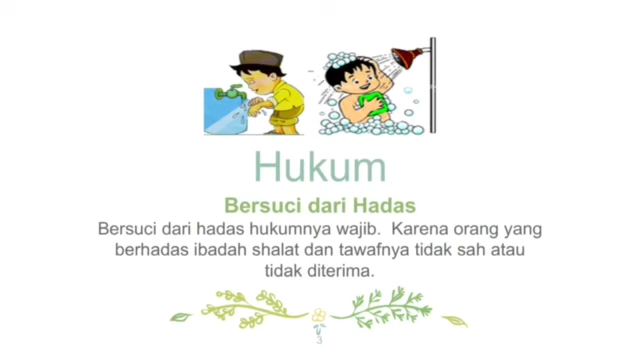 Hukum
Bersuci dari Hadas
Bersuci dari hadas hukumnya wajib. Karena orang yang
berhadas ibadah shalat dan tawafnya tidak sah atau
tidak diterima.
3